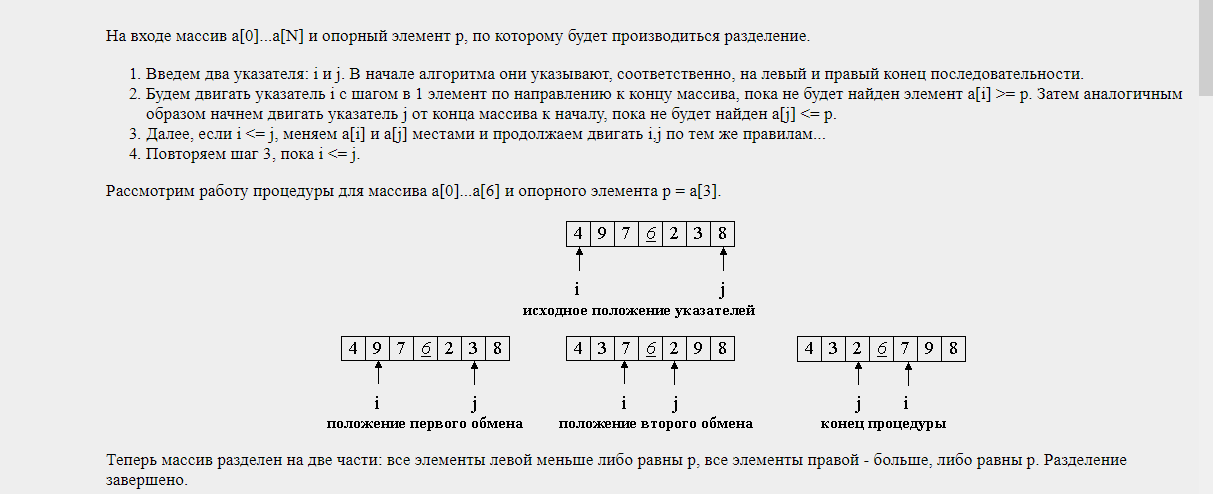 На входе массив a[0]...a[N] и опорный элемент p, по которому будет производиться разделение.
1. Введем два указателя: i и j. В начале алгоритма они указывают, соответственно, на левый и правый конец последовательности.
2. Будем двигать указатель i с шагом в 1 элемент по направлению к концу массива, пока не будет найден элемент a[i] >= p. Затем аналогичным
образом начнем двигать указатель j от конца массива к началу, пока не будет найден a[j] <= p.
3. Далее, если i <= j, меняем a[i] и a[j] местами и продолжаем двигать i,j по тем же правилам...
4. Повторяем шаг 3, пока i <= j.
Рассмотрим работу процедуры для массива a[0]...a[6] и опорного элемента p = a[3].
4 9 7 6 2 3 8
i j
исходное положение указателей
4 9 7 6 2 3 8 4 3 7 6 2 9 8 4 3 2 6 7 9 8
i j i j j i
положение первого обмена положение второго обмена конец процедуры
Теперь массив разделен на две части: все элементы левой меньше либо равны p, все элементы правой - больше, либо равны p. Разделение
завершено.